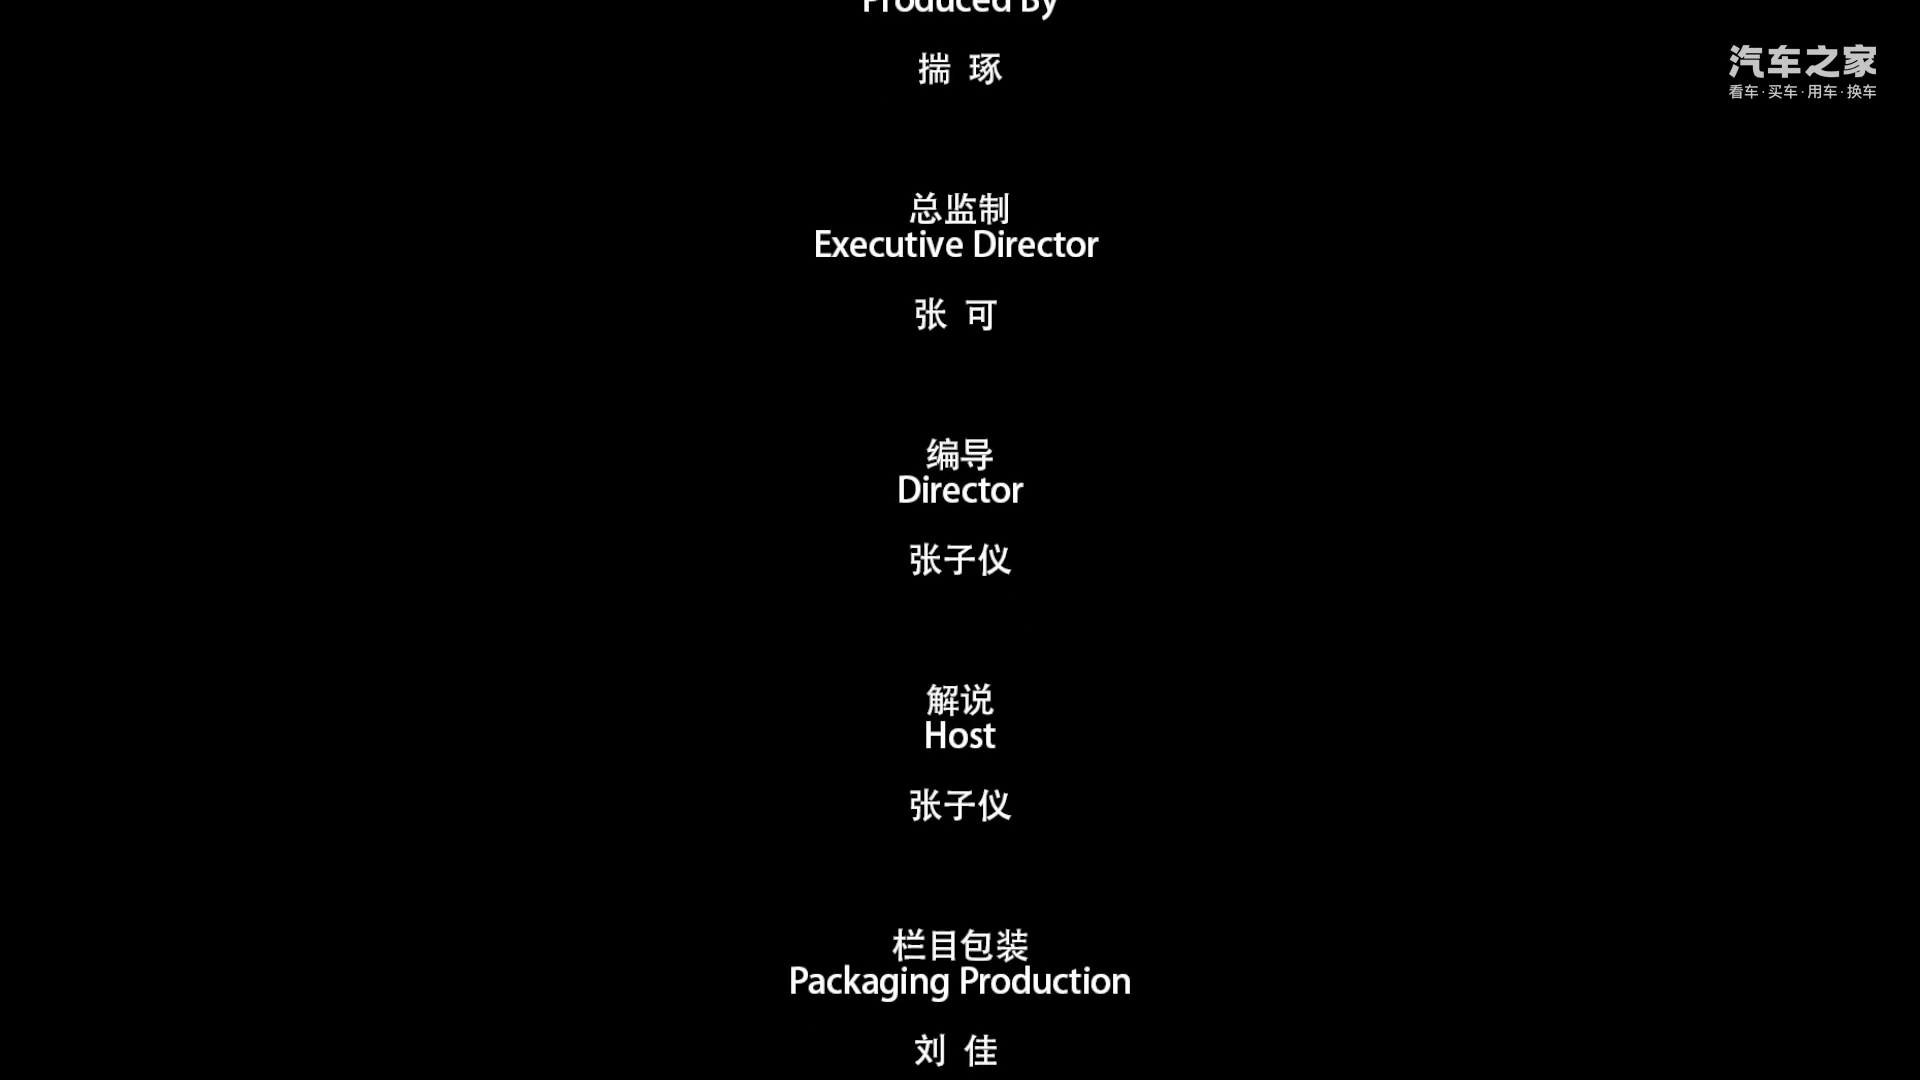 Produced By
揣 琢
汽车之家
看车·买车·用车·换车
总监制
Executive Director
张 可
编导
Director
张子仪
解说
Host
张子仪
栏目包装
Packaging Production
刘 佳